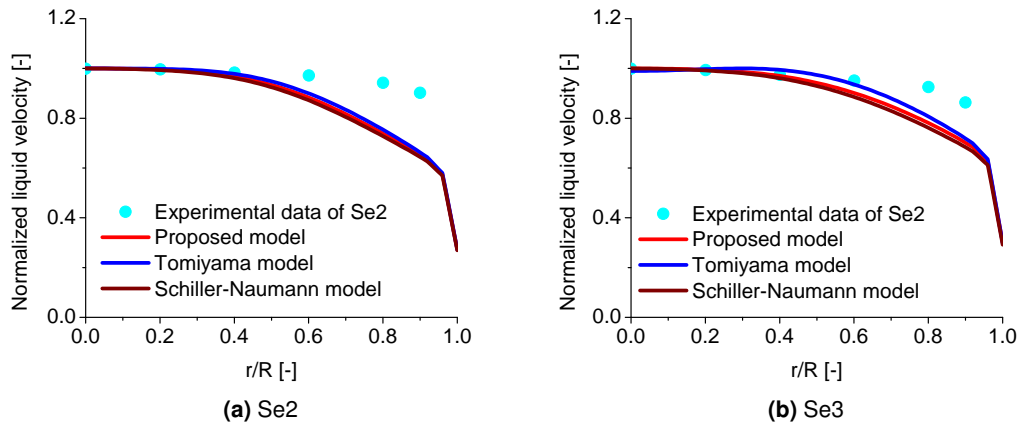 1.2
0.8
0.4
0.0
Normalized liquid velocity [-]
Experimental data of Se2
Proposed model
Tomiyama model
Schiller-Naumann model
0.0 0.2 0.4 0.6 0.8 1.0
r/R [-]
(a) Se2
1.2
0.8
0.4
0.0
Normalized liquid velocity [-]
Experimental data of Se2
Proposed model
Tomiyama model
Schiller-Naumann model
0.0 0.2 0.4 0.6 0.8 1.0
r/R [-]
(b) Se3